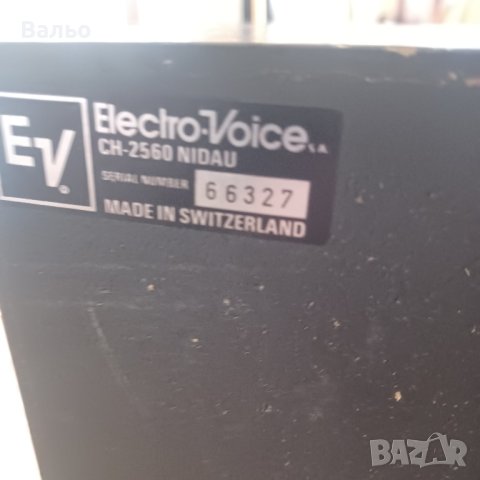 Вальо
EV®
Electro-Voice S.A.
CH-2560 NIDAU
SERIAL NUMBER 66327
MADE IN SWITZERLAND
BAZAR